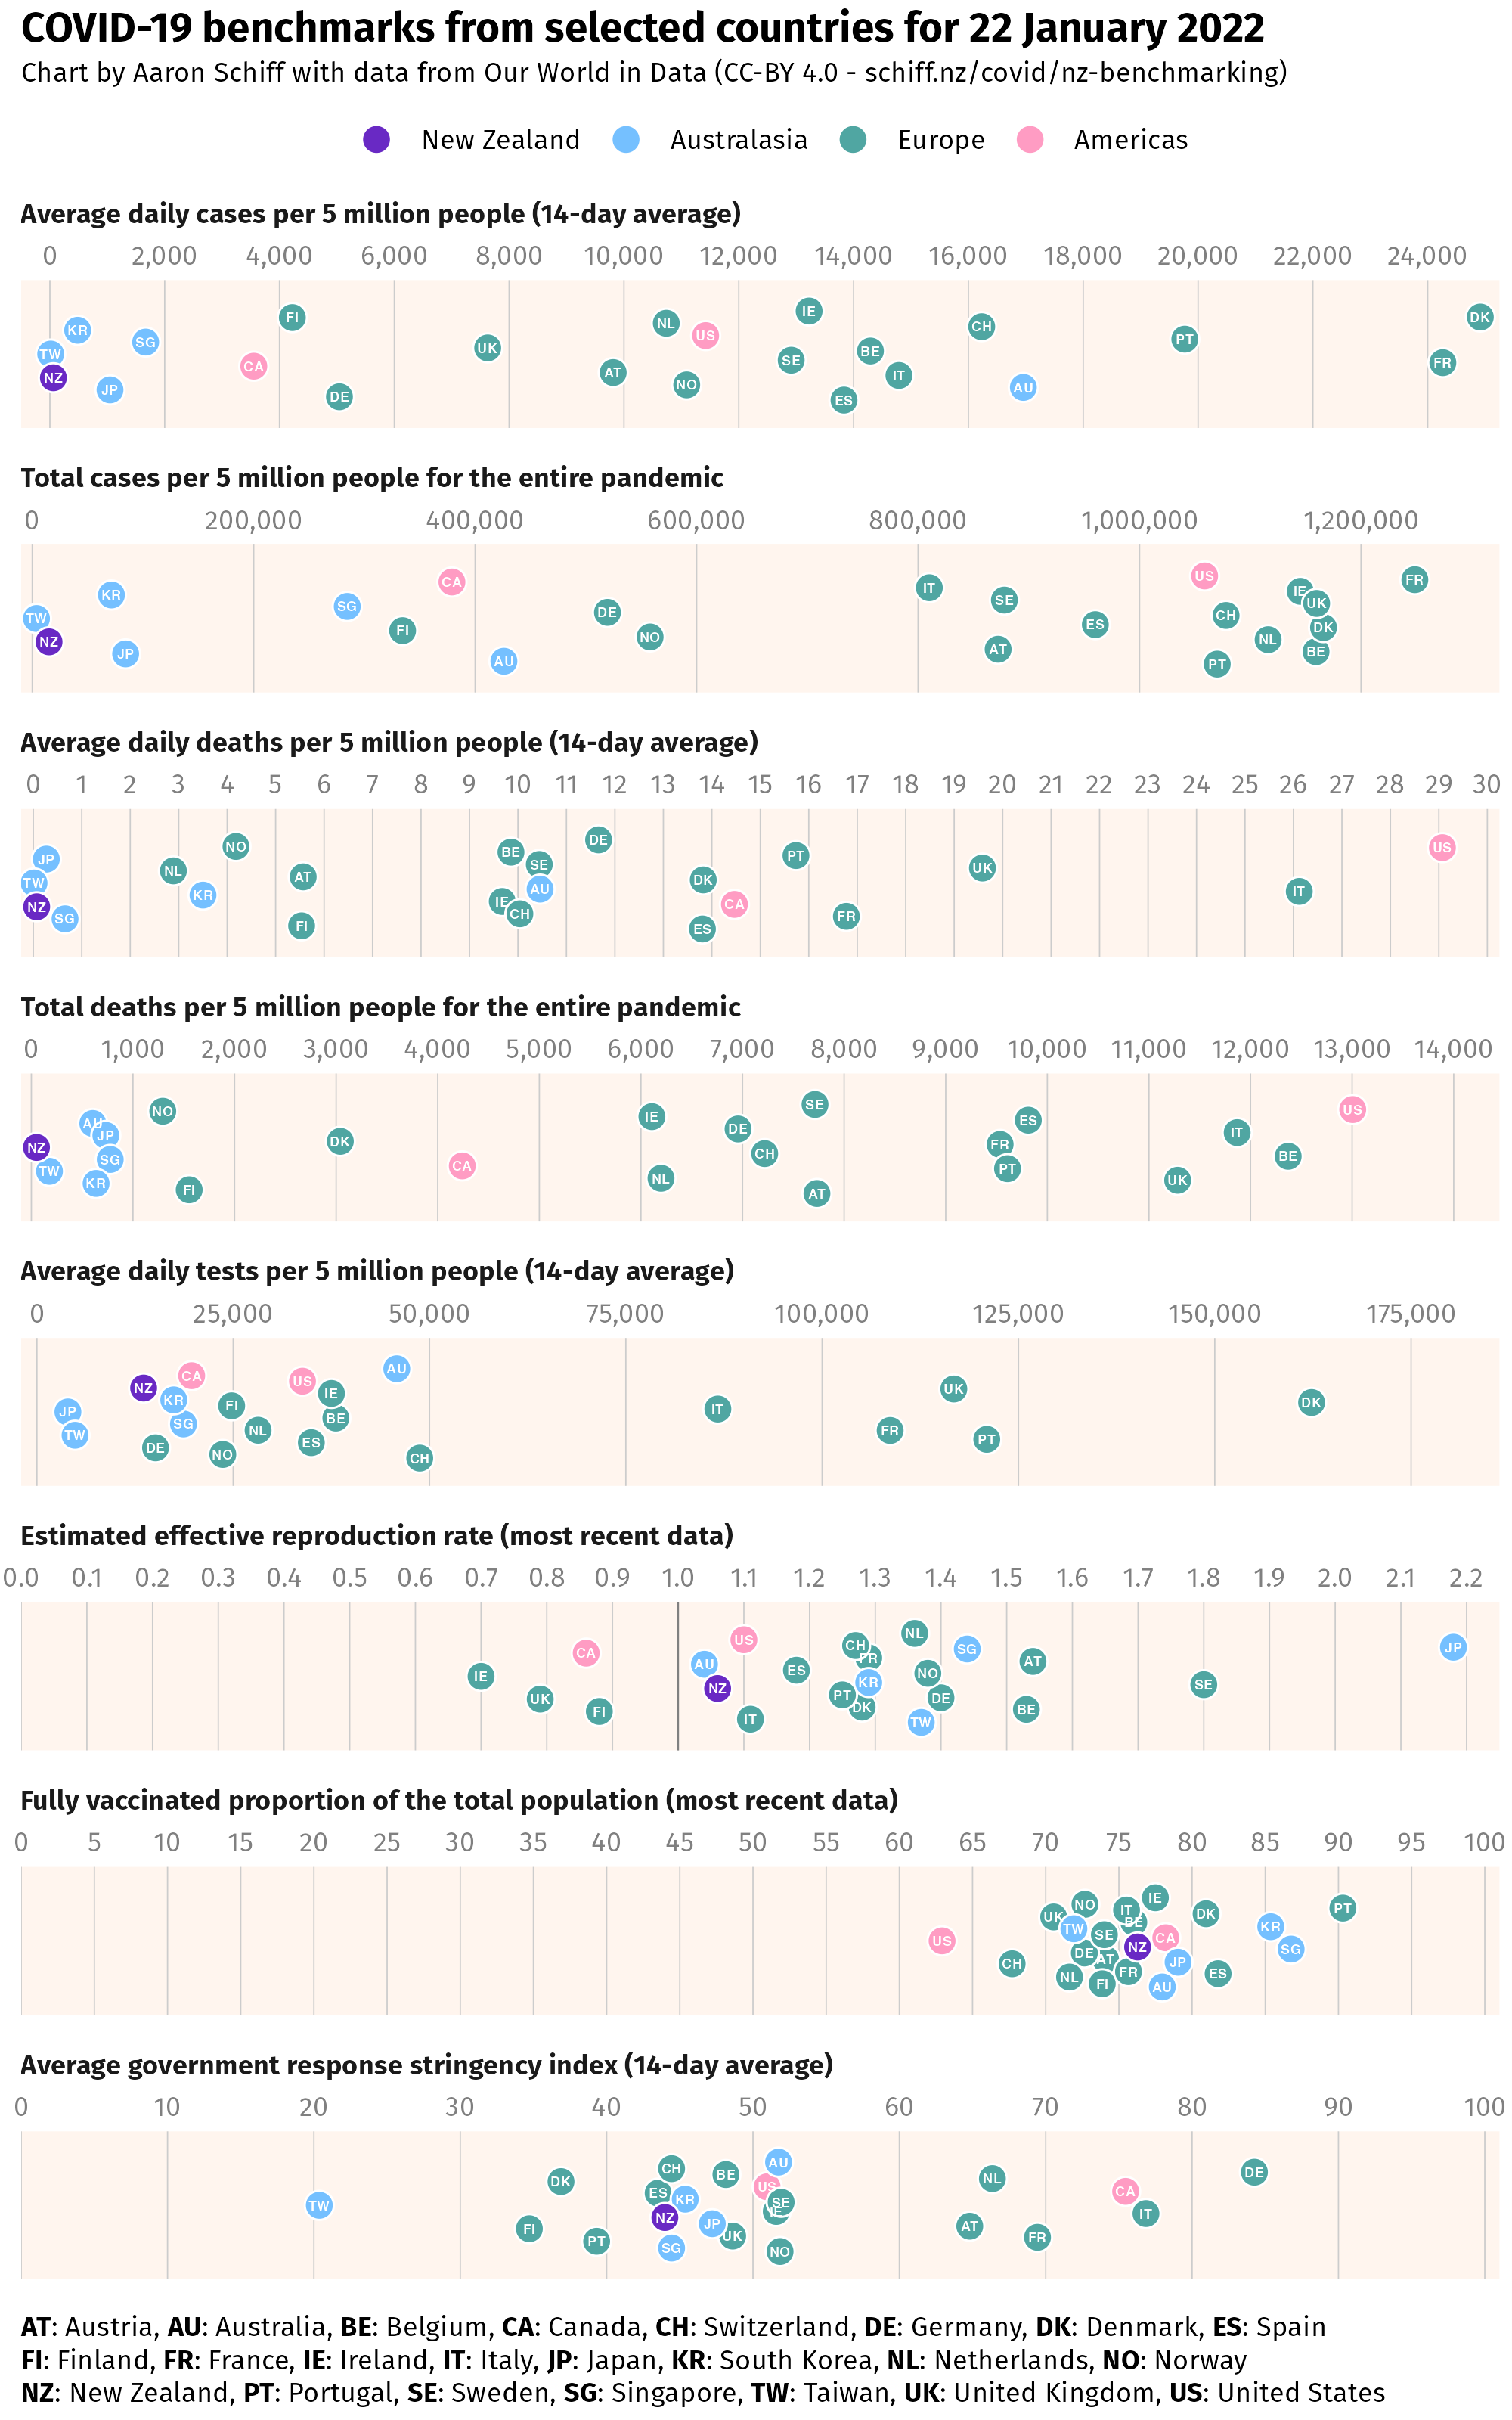 COVID-19 benchmarks from selected countries for 22 January 2022
Chart by Aaron Schiff with data from Our World in Data (CC-BY 4.0 - schiff.nz/covid/nz-benchmarking)
New Zealand Australasia Europe Americas
Average daily cases per 5 million people (14-day average)
0 2,000 4,000 6,000 8,000 10,000 12,000 14,000 16,000 18,000 20,000 22,000 24,000
TW NZ KR JP SG CA FI DE UK AT NL NO US SE IE ES BE IT CH AU PT FR DK
Total cases per 5 million people for the entire pandemic
0 200,000 400,000 600,000 800,000 1,000,000 1,200,000
TW NZ KR JP SG FI CA AU DE NO IT AT SE ES US PT CH NL IE BE UK DK FR
Average daily deaths per 5 million people (14-day average)
0 1 2 3 4 5 6 7 8 9 10 11 12 13 14 15 16 17 18 19 20 21 22 23 24 25 26 27 28 29 30
TW NZ JP SG NL KR NO FI AT IE BE CH SE AU DE ES DK CA PT FR UK IT US
Total deaths per 5 million people for the entire pandemic
0 1,000 2,000 3,000 4,000 5,000 6,000 7,000 8,000 9,000 10,000 11,000 12,000 13,000 14,000
NZ TW AU KR JP SG NO FI DK CA IE NL DE CH SE AT FR PT ES UK IT BE US
Average daily tests per 5 million people (14-day average)
0 25,000 50,000 75,000 100,000 125,000 150,000 175,000
JP TW NZ DE KR SG CA NO FI NL US ES IE BE AU CH IT FR UK PT DK
Estimated effective reproduction rate (most recent data)
0.0 0.1 0.2 0.3 0.4 0.5 0.6 0.7 0.8 0.9 1.0 1.1 1.2 1.3 1.4 1.5 1.6 1.7 1.8 1.9 2.0 2.1 2.2
IE UK CA FI AU NZ US IT ES PT CH DK FR KR NL TW NO DE SG BE AT SE JP
Fully vaccinated proportion of the total population (most recent data)
0 5 10 15 20 25 30 35 40 45 50 55 60 65 70 75 80 85 90 95 100
US CH UK NL TW NO DE FI SE AT IT FR BE NZ IE AU CA JP DK ES KR SG PT
Average government response stringency index (14-day average)
0 10 20 30 40 50 60 70 80 90 100
TW FI DK PT ES NZ CH SG KR JP BE UK US IE AU NO SE AT NL FR CA IT DE
AT: Austria, AU: Australia, BE: Belgium, CA: Canada, CH: Switzerland, DE: Germany, DK: Denmark, ES: Spain
FI: Finland, FR: France, IE: Ireland, IT: Italy, JP: Japan, KR: South Korea, NL: Netherlands, NO: Norway
NZ: New Zealand, PT: Portugal, SE: Sweden, SG: Singapore, TW: Taiwan, UK: United Kingdom, US: United States